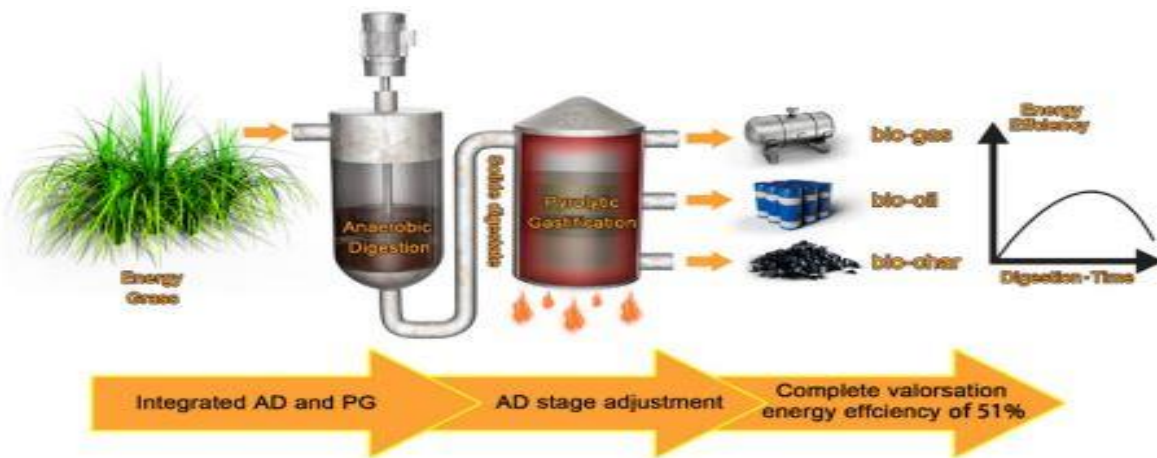 Energy
Grass
Anaerobic
Digestion
Solids digestate
Pyrolytic
Gastification
bio-gas
bio-oil
bio-char
Energy
Efficiency
Digestion-Time
Integrated AD and PG
AD stage adjustment
Complete valorsation
energy effciency of 51%